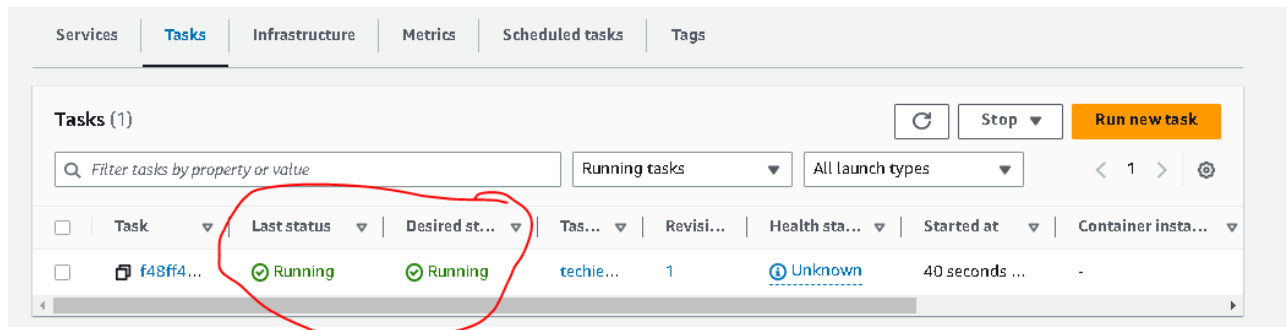 Services Tasks Infrastructure Metrics Scheduled tasks Tags
Tasks (1) Stop Run new task
Filter tasks by property or value Running tasks All launch types 1
Task Last status Desired st... Tas... Revisi... Health sta... Started at Container insta...
f48ff4... Running Running techie... 1 Unknown 40 seconds ... -